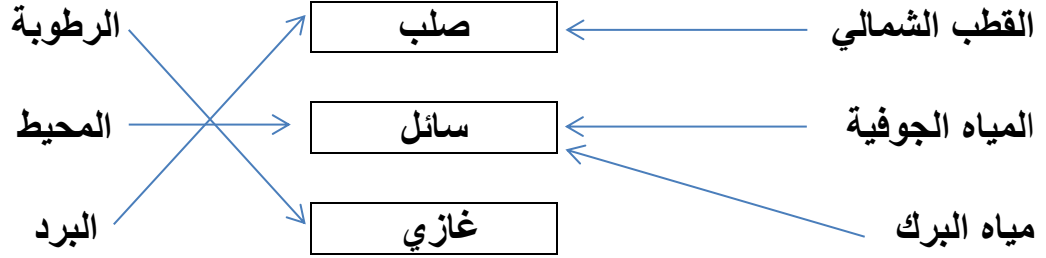 القطب الشمالي صلب الرطوبة
المياه الجوفية سائل المحيط
مياه البرك غازي البرد